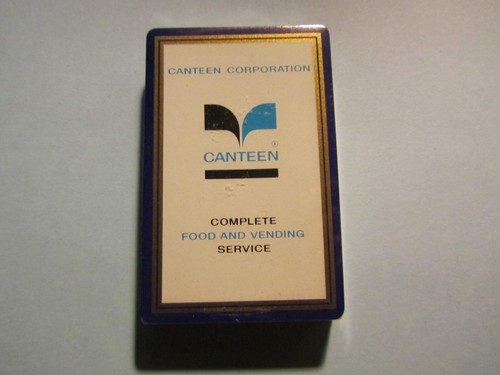 CANTEEN CORPORATION
®
CANTEEN
COMPLETE
FOOD AND VENDING
SERVICE